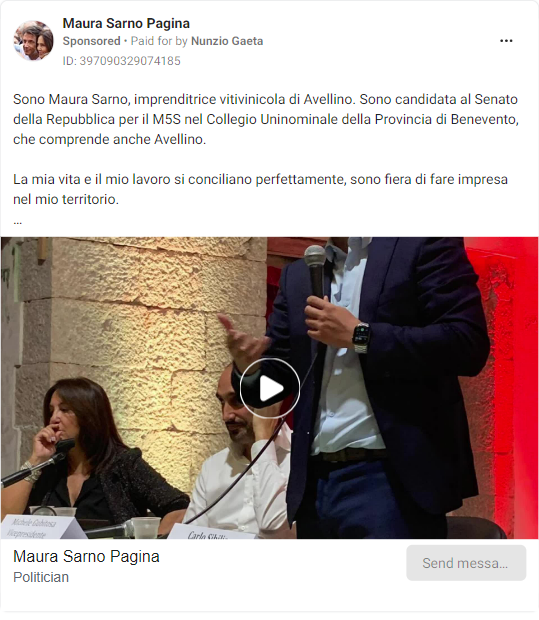 Maura Sarno Pagina
Sponsored • Paid for by Nunzio Gaeta
ID: 397090329074185
Sono Maura Sarno, imprenditrice vitivinicola di Avellino. Sono candidata al Senato
della Repubblica per il M5S nel Collegio Uninominale della Provincia di Benevento,
che comprende anche Avellino.
La mia vita e il mio lavoro si conciliano perfettamente, sono fiera di fare impresa
nel mio territorio.
...
Michele Gubitosa
Vicepresidente
Carlo Sibilia
Maura Sarno Pagina
Politician
Send messa...